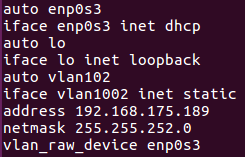 auto enp0s3
iface enp0s3 inet dhcp
auto lo
iface lo inet loopback
auto vlan102
iface vlan1002 inet static
address 192.168.175.189
netmask 255.255.252.0
vlan_raw_device enp0s3